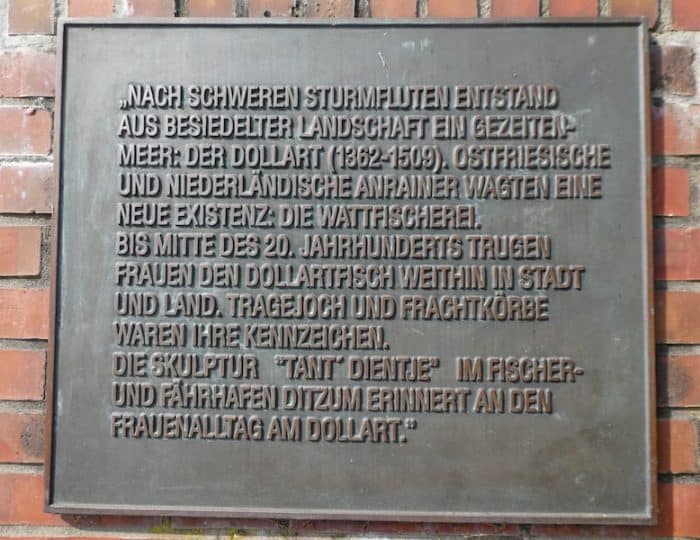 „NACH SCHWEREN STURMFLUTEN ENTSTAND
AUS BESIEDELTER LANDSCHAFT EIN GEZEITEN-
MEER: DER DOLLART (1362-1509). OSTFRIESISCHE
UND NIEDERLÄNDISCHE ANRAINER WAGTEN EINE
NEUE EXISTENZ: DIE WATTFISCHEREI.
BIS MITTE DES 20. JAHRHUNDERTS TRUGEN
FRAUEN DEN DOLLARTFISCH WEITHIN IN STADT
UND LAND. TRAGEJOCH UND FRACHTKÖRBE
WAREN IHRE KENNZEICHEN.
DIE SKULPTUR "TANT´ DIENTJE" IM FISCHER-
UND FÄHRHAFEN DITZUM ERINNERT AN DEN
FRAUENALLTAG AM DOLLART."